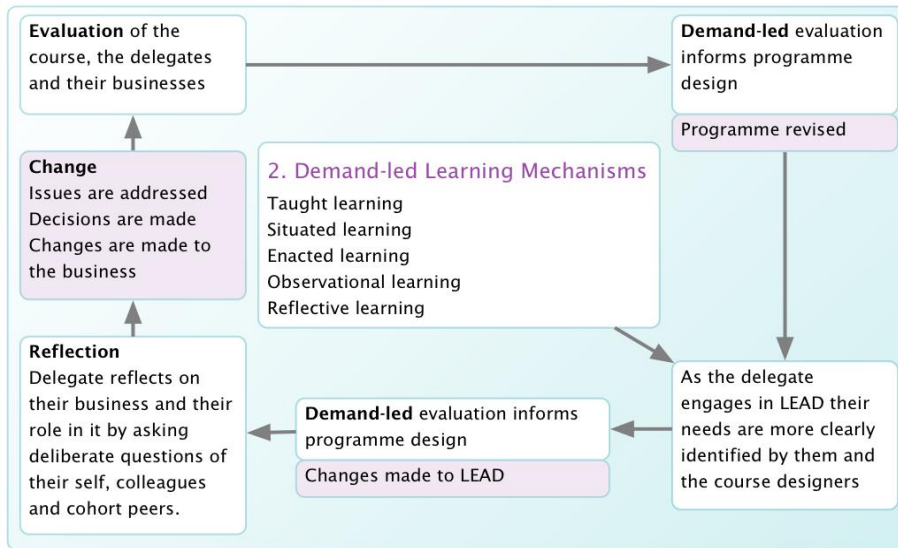 Evaluation of the
course, the delegates
and their businesses
Demand-led evaluation
informs programme
design
Programme revised
Change
Issues are addressed
Decisions are made
Changes are made to
the business
2. Demand-led Learning Mechanisms
Taught learning
Situated learning
Enacted learning
Observational learning
Reflective learning
Reflection
Delegate reflects on
their business and their
role in it by asking
deliberate questions of
their self, colleagues
and cohort peers.
Demand-led evaluation informs
programme design
Changes made to LEAD
As the delegate
engages in LEAD their
needs are more clearly
identified by them and
the course designers